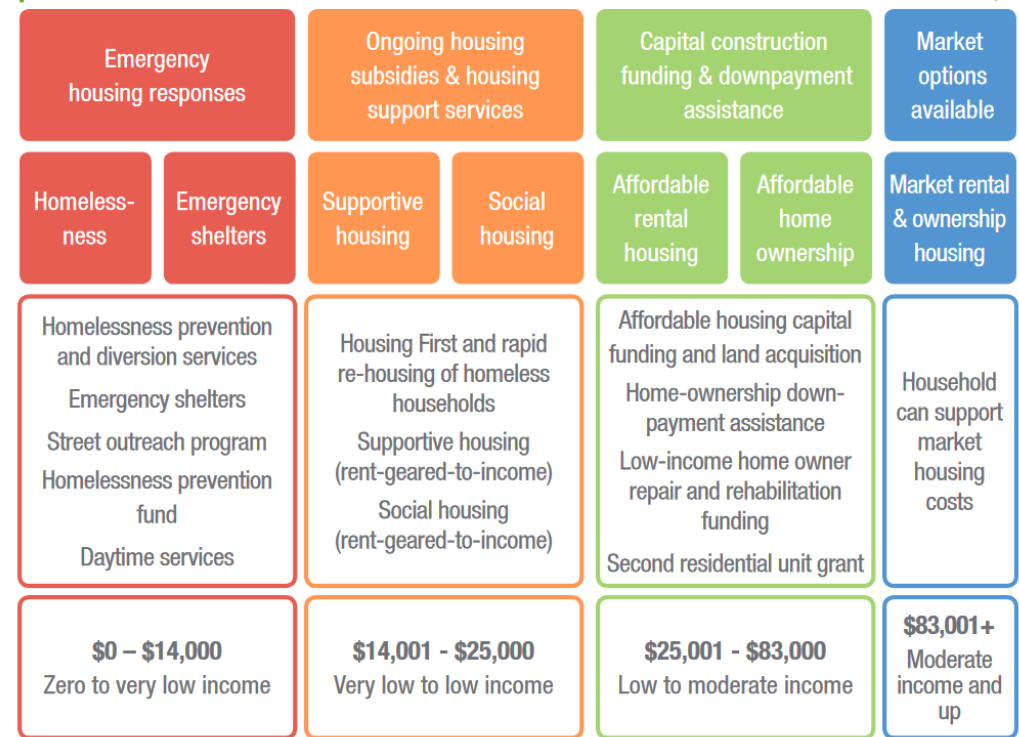 Emergency
housing responses
Ongoing housing
subsidies & housing
support services
Capital construction
funding & downpayment
assistance
Market
options
available
Homeless-
ness
Emergency
shelters
Supportive
housing
Social
housing
Affordable
rental
housing
Affordable
home
ownership
Market rental
& ownership
housing
Homelessness prevention
and diversion services
Emergency shelters
Street outreach program
Homelessness prevention
fund
Daytime services
Housing First and rapid
re-housing of homeless
households
Supportive housing
(rent-geared-to-income)
Social housing
(rent-geared-to-income)
Affordable housing capital
funding and land acquisition
Home-ownership down-
payment assistance
Low-income home owner
repair and rehabilitation
funding
Second residential unit grant
Household
can support
market
housing
costs
$0 – $14,000
Zero to very low income
$14,001 - $25,000
Very low to low income
$25,001 - $83,000
Low to moderate income
$83,001+
Moderate
income and
up